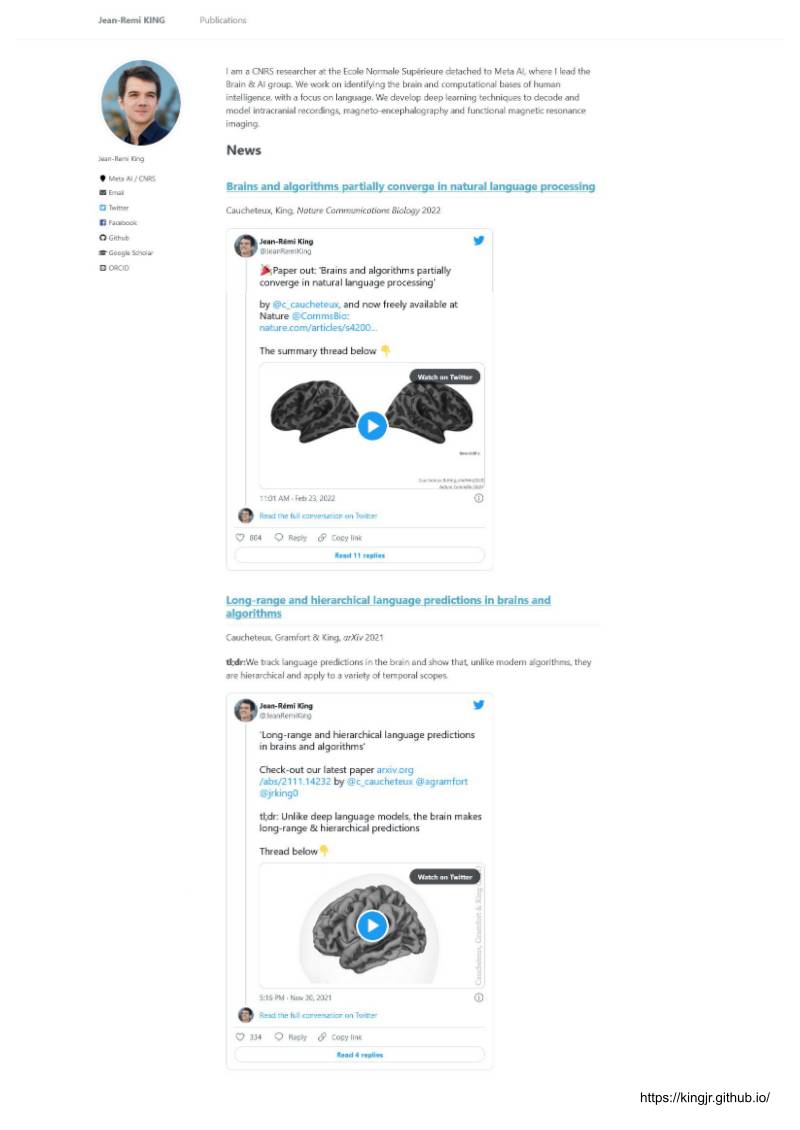 Jean-Remi KING Publications
I am a CNRS researcher at the Ecole Normale Supérieure detached to Meta AI, where I lead the
Brain & AI group. We work on identifying the brain and computational bases of human
intelligence, with a focus on language. We develop deep learning techniques to decode and
model intracranial recordings, magneto-encephalography and functional magnetic resonance
imaging.
Jean-Remi King
Meta AI / CNRS
Email
Twitter
Facebook
Github
Google Scholar
ORCID
News
Brains and algorithms partially converge in natural language processing
Caucheteux, King, Nature Communications Biology 2022
Jean-Rémi King
@JeanRemiKing
Paper out: 'Brains and algorithms partially
converge in natural language processing'
by @c_caucheteux, and now freely available at
Nature @CommsBio:
nature.com/articles/s4200...
The summary thread below
Watch on Twitter
11:01 AM · Feb 23, 2022
Read the full conversation on Twitter
804 Reply Copy link
Read 11 replies
Long-range and hierarchical language predictions in brains and
algorithms
Caucheteux, Gramfort & King, arXiv 2021
tl;dr:We track language predictions in the brain and show that, unlike modern algorithms, they
are hierarchical and apply to a variety of temporal scopes.
Jean-Rémi King
@JeanRemiKing
'Long-range and hierarchical language predictions
in brains and algorithms'
Check-out our latest paper arxiv.org
/abs/2111.14232 by @c_caucheteux @agramfort
@jrking0
tl;dr: Unlike deep language models, the brain makes
long-range & hierarchical predictions
Thread below
Watch on Twitter
Caucheteux, Gramfort & King
5:16 PM · Nov 30, 2021
Read the full conversation on Twitter
334 Reply Copy link
Read 4 replies
https://kingjr.github.io/